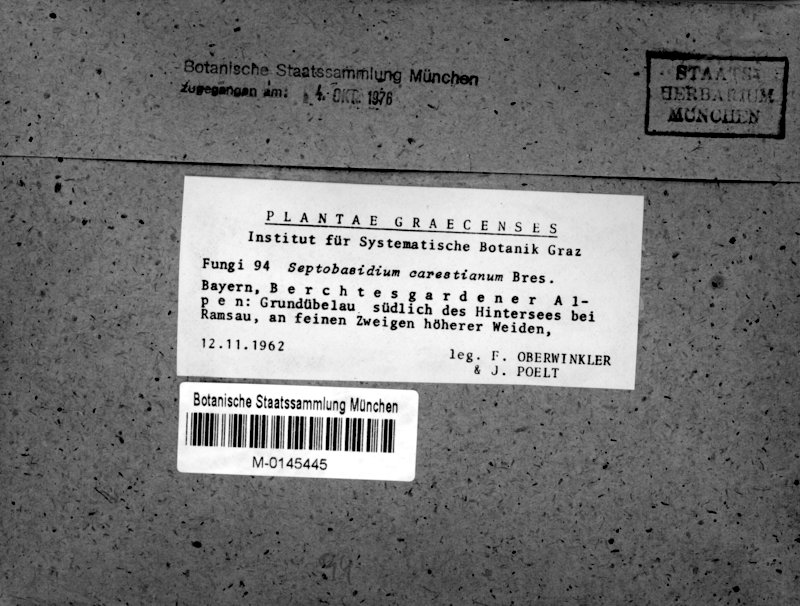 Botanische Staatssammlung München
Zugegangen am: 4. OKT. 1976
STAATS-
HERBARIUM
MÜNCHEN
PLANTAE GRAECENSES
Institut für Systematische Botanik Graz
Fungi 94 Septobasidium carestianum Bres.
Bayern, Berchtesgardener Al-
pen: Grundübelau südlich des Hintersees bei
Ramsau, an feinen Zweigen höherer Weiden,
12.11.1962
leg. F. OBERWINKLER
& J. POELT
Botanische Staatssammlung München
M-0145445
94